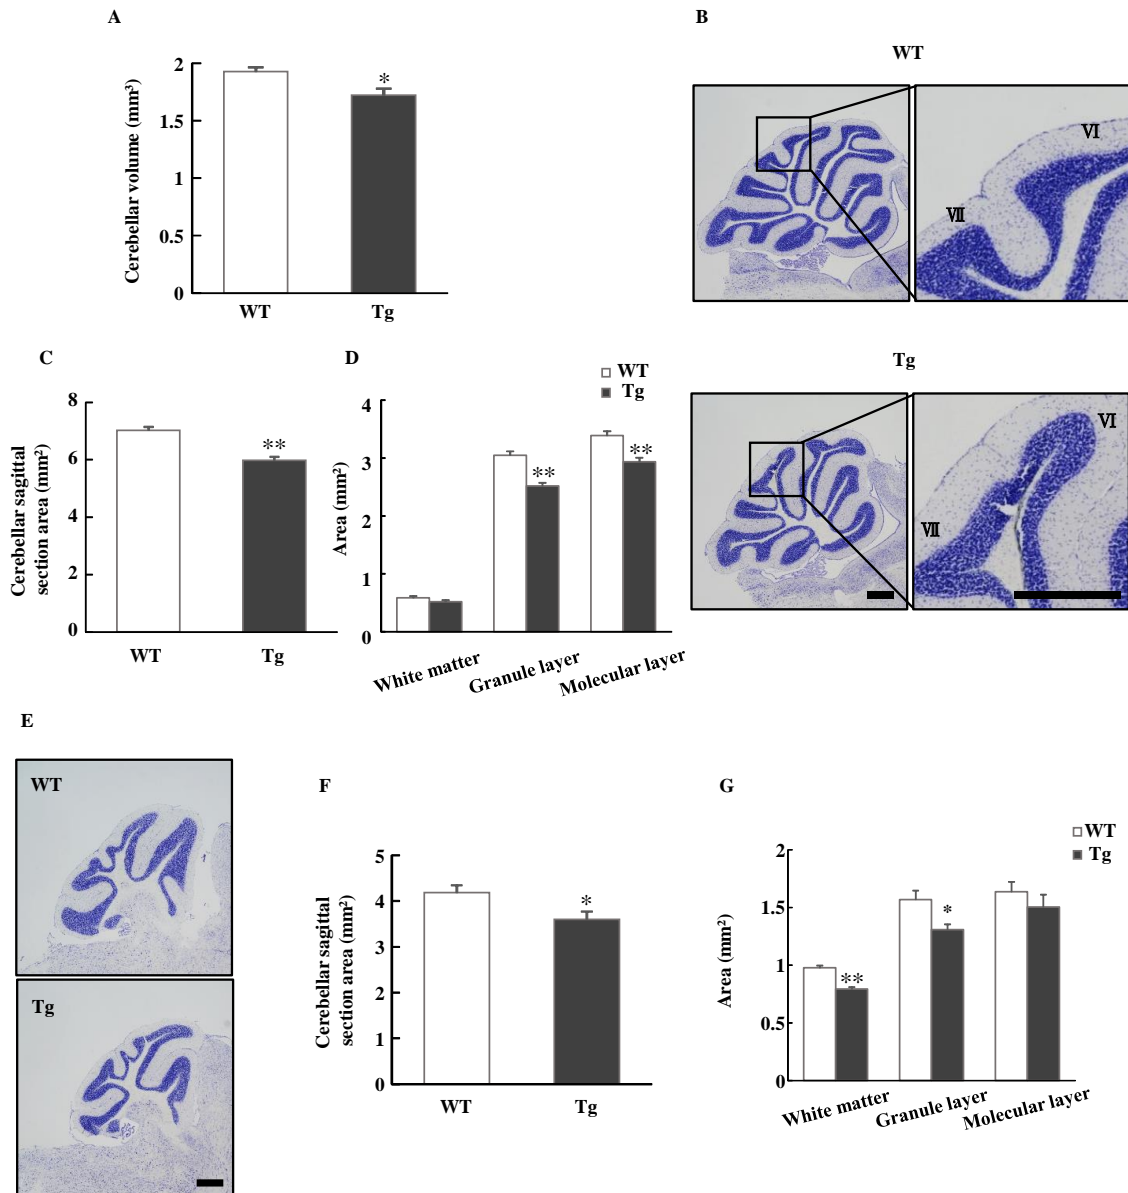 A
Cerebellar volume (mm³)
2
1.5
1
0.5
0
*
WT
Tg
B
WT
VI
VII
Tg
VI
VII
C
Cerebellar sagittal
section area (mm²)
8
6
4
2
0
**
WT
Tg
D
WT
Tg
Area (mm²)
4
3
2
1
0
**
**
White matter
Granule layer
Molecular layer
E
WT
Tg
F
Cerebellar sagittal
section area (mm²)
5
4
3
2
1
0
*
WT
Tg
G
WT
Tg
Area (mm²)
2
1.5
1
0.5
0
**
*
White matter
Granule layer
Molecular layer